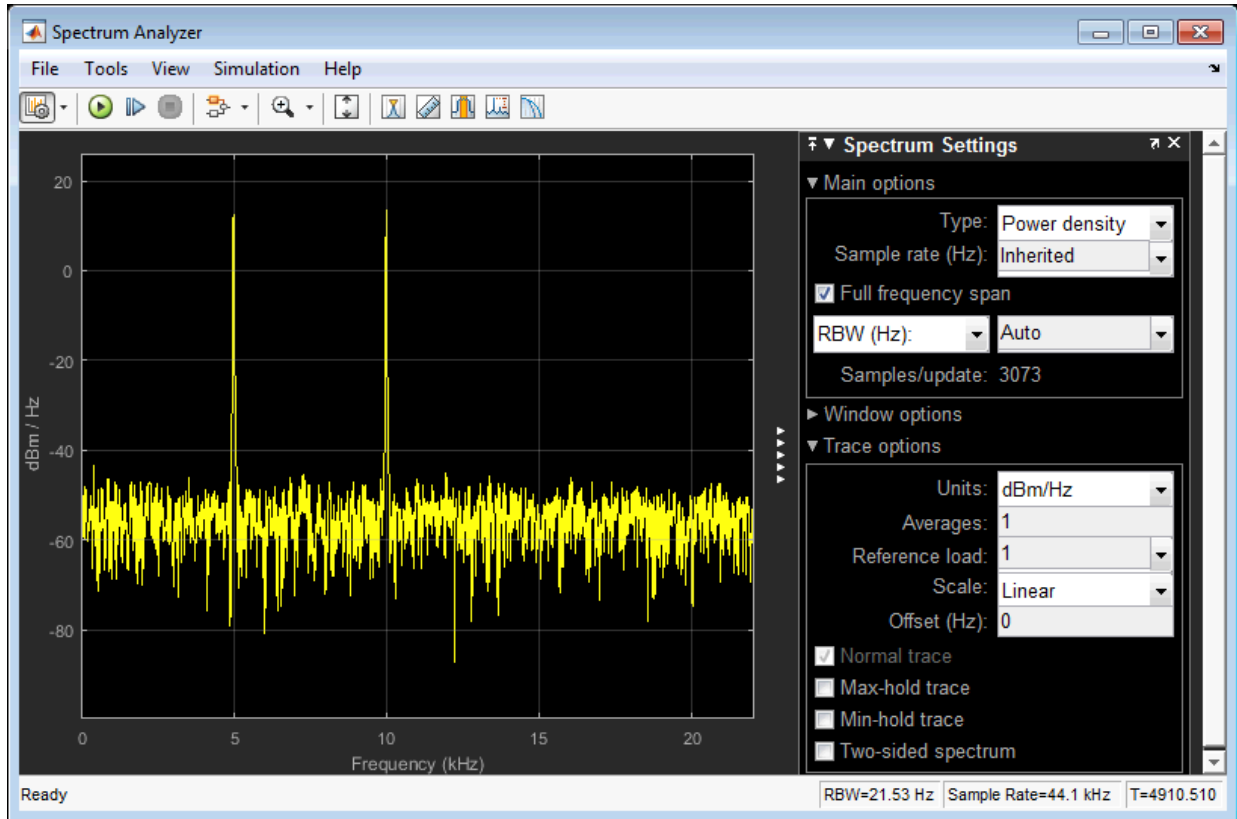 Spectrum Analyzer
File Tools View Simulation Help
Spectrum Settings
Main options
Type: Power density
Sample rate (Hz): Inherited
Full frequency span
RBW (Hz): Auto
Samples/update: 3073
Window options
Trace options
Units: dBm/Hz
Averages: 1
Reference load: 1
Scale: Linear
Offset (Hz): 0
Normal trace
Max-hold trace
Min-hold trace
Two-sided spectrum
20
0
-20
-40
-60
-80
dBm / Hz
0 5 10 15 20
Frequency (kHz)
Ready RBW=21.53 Hz Sample Rate=44.1 kHz T=4910.510